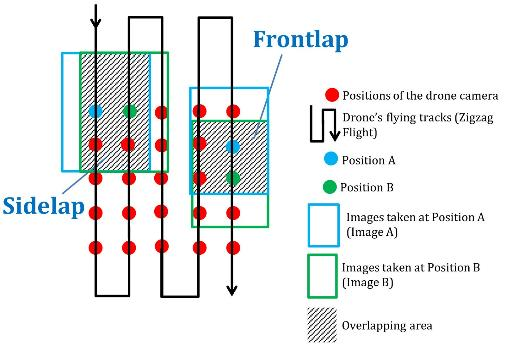 Frontlap
Sidelap
Positions of the drone camera
Drone's flying tracks (Zigzag
Flight)
Position A
Position B
Images taken at Position A
(Image A)
Images taken at Position B
(Image B)
Overlapping area